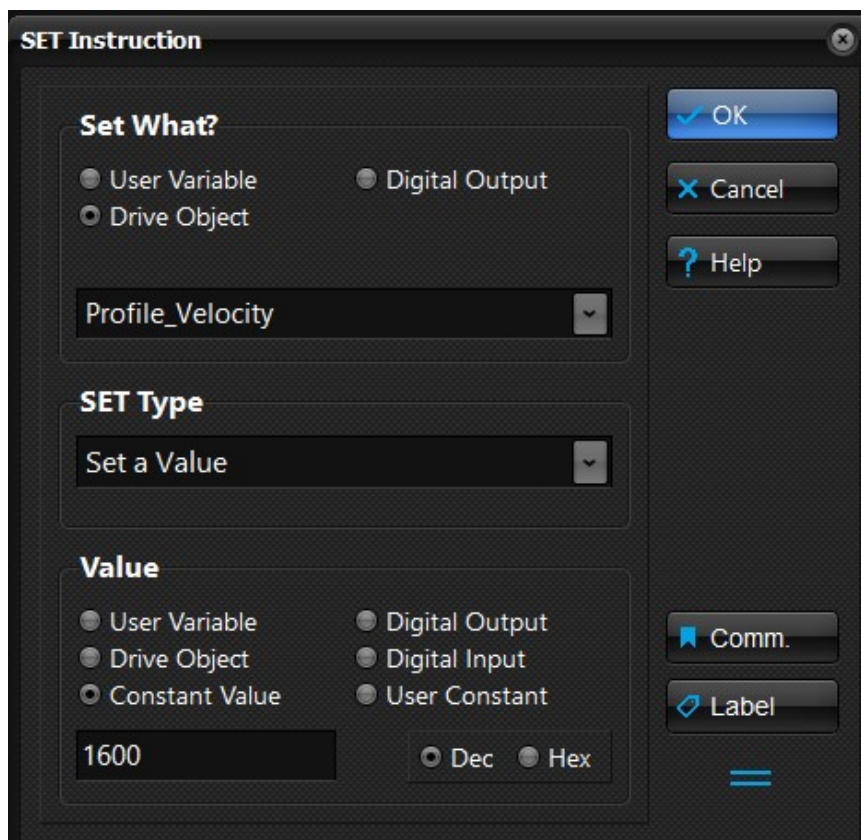 SET Instruction
Set What?
User Variable
Digital Output
Drive Object
Profile_Velocity
SET Type
Set a Value
Value
User Variable
Digital Output
Drive Object
Digital Input
Constant Value
User Constant
1600
Dec
Hex
OK
Cancel
? Help
Comm.
Label